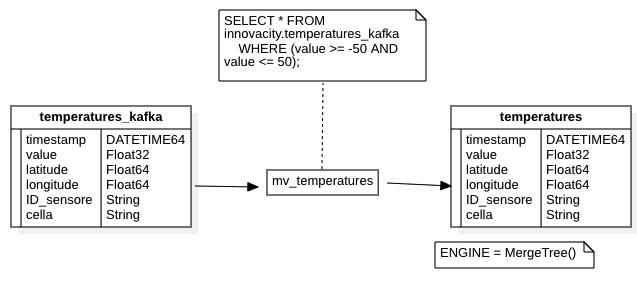 SELECT * FROM
innovacity.temperatures_kafka
WHERE (value >= -50 AND
value <= 50);
temperatures_kafka
timestamp DATETIME64
value Float32
latitude Float64
longitude Float64
ID_sensore String
cella String
mv_temperatures
temperatures
timestamp DATETIME64
value Float32
latitude Float64
longitude Float64
ID_sensore String
cella String
ENGINE = MergeTree()